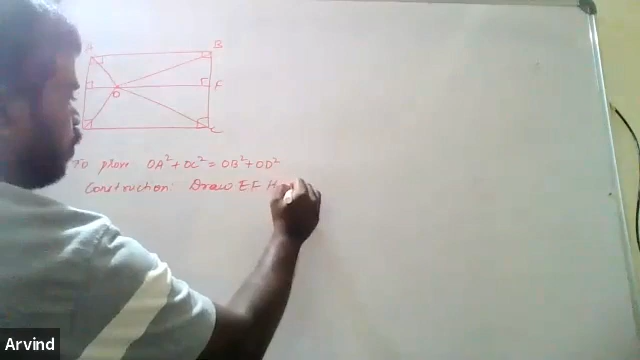 A
B
F
O
C
To prove: OA² + OC² = OB² + OD²
Construction: Draw EF
Arvind